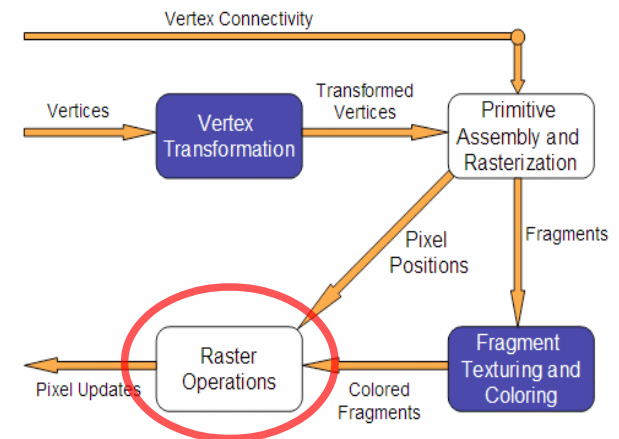 Vertex Connectivity
Vertices
Vertex
Transformation
Transformed
Vertices
Primitive
Assembly and
Rasterization
Pixel
Positions
Fragments
Raster
Operations
Pixel Updates
Colored
Fragments
Fragment
Texturing and
Coloring